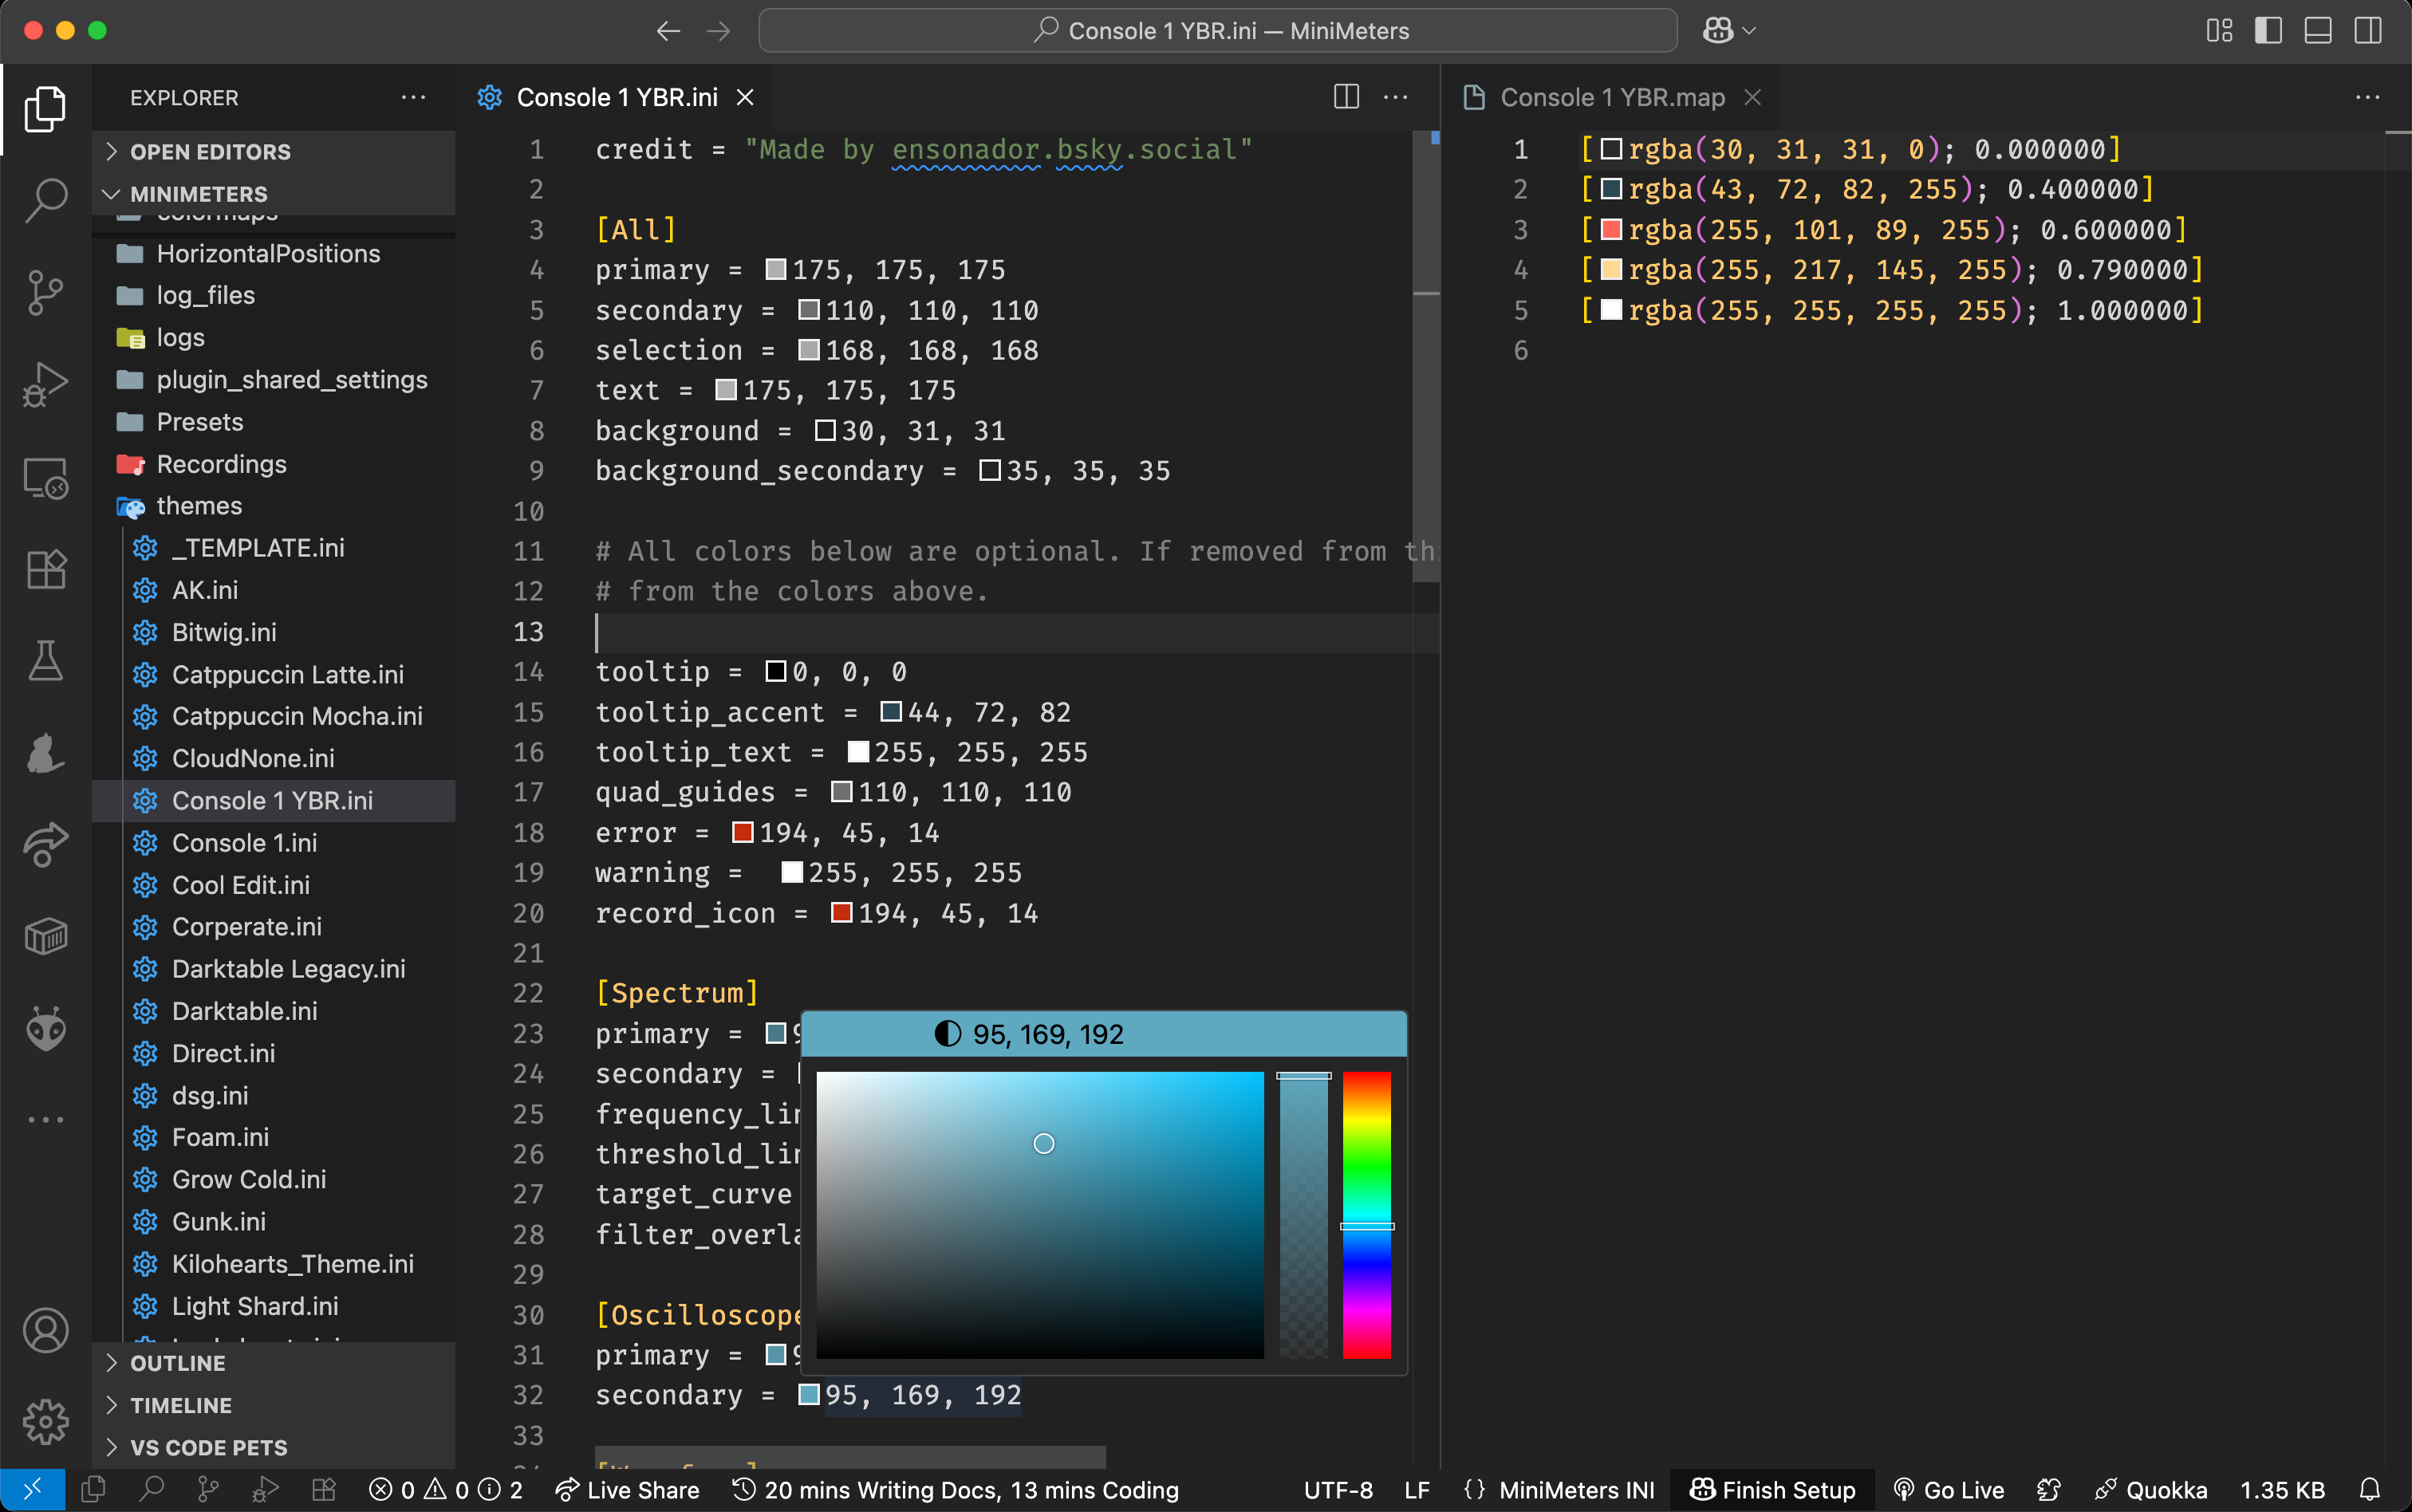 Console 1 YBR.ini — MiniMeters
EXPLORER
OPEN EDITORS
MINIMETERS
colormaps
HorizontalPositions
log_files
logs
plugin_shared_settings
Presets
Recordings
themes
_TEMPLATE.ini
AK.ini
Bitwig.ini
Catppuccin Latte.ini
Catppuccin Mocha.ini
CloudNone.ini
Console 1 YBR.ini
Console 1.ini
Cool Edit.ini
Corperate.ini
Darktable Legacy.ini
Darktable.ini
Direct.ini
dsg.ini
Foam.ini
Grow Cold.ini
Gunk.ini
Kilohearts_Theme.ini
Light Shard.ini
OUTLINE
TIMELINE
VS CODE PETS
Console 1 YBR.ini
1 credit = "Made by ensonador.bsky.social"
2
3 [All]
4 primary = 175, 175, 175
5 secondary = 110, 110, 110
6 selection = 168, 168, 168
7 text = 175, 175, 175
8 background = 30, 31, 31
9 background_secondary = 35, 35, 35
10
11 # All colors below are optional. If removed from th
12 # from the colors above.
13
14 tooltip = 0, 0, 0
15 tooltip_accent = 44, 72, 82
16 tooltip_text = 255, 255, 255
17 quad_guides = 110, 110, 110
18 error = 194, 45, 14
19 warning = 255, 255, 255
20 record_icon = 194, 45, 14
21
22 [Spectrum]
23 primary = 9
24 secondary =
25 frequency_lin
26 threshold_lin
27 target_curve
28 filter_overla
29
30 [Oscilloscope
31 primary = 9
32 secondary = 95, 169, 192
33
95, 169, 192
Console 1 YBR.map
1 [rgba(30, 31, 31, 0); 0.000000]
2 [rgba(43, 72, 82, 255); 0.400000]
3 [rgba(255, 101, 89, 255); 0.600000]
4 [rgba(255, 217, 145, 255); 0.790000]
5 [rgba(255, 255, 255, 255); 1.000000]
6
0 0 2 Live Share 20 mins Writing Docs, 13 mins Coding UTF-8 LF {} MiniMeters INI Finish Setup Go Live Quokka 1.35 KB